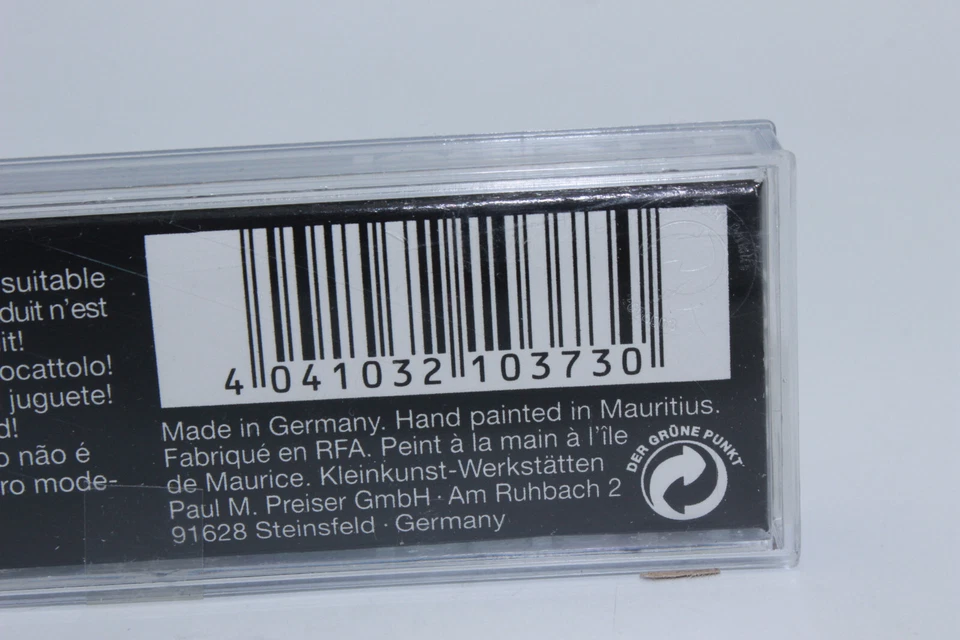 suitable
duit n'est
it!
ocattolo!
juguete!
d!
o não é
ro mode-
4 041032 103730
Made in Germany. Hand painted in Mauritius.
Fabriqué en RFA. Peint à la main à l'île
de Maurice. Kleinkunst-Werkstätten
Paul M. Preiser GmbH · Am Ruhbach 2
91628 Steinsfeld · Germany
DER GRÜNE PUNKT